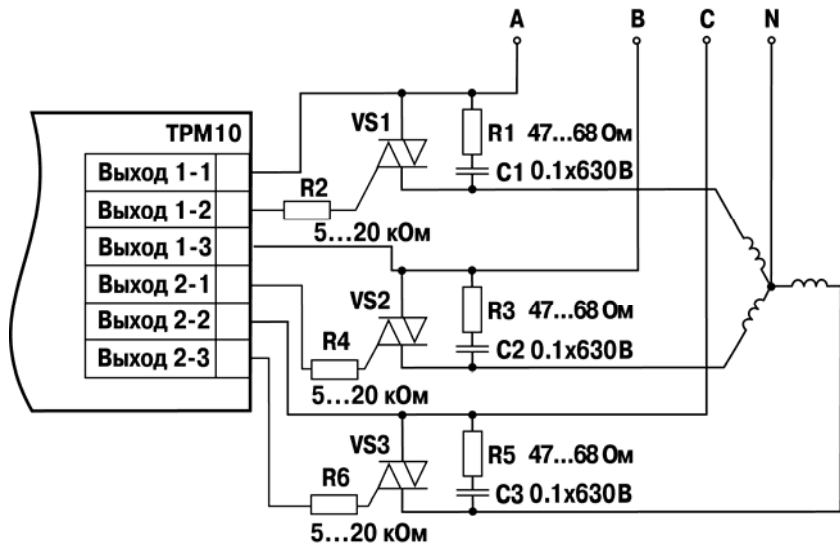 A B C N
ТРМ10
VS1
R1 47...68 Ом
Выход 1-1
R2
C1 0.1x630В
Выход 1-2
5...20 кОм
Выход 1-3
Выход 2-1
VS2
R3 47...68 Ом
Выход 2-2
R4
C2 0.1x630В
Выход 2-3
5...20 кОм
VS3
R5 47...68 Ом
R6
C3 0.1x630В
5...20 кОм